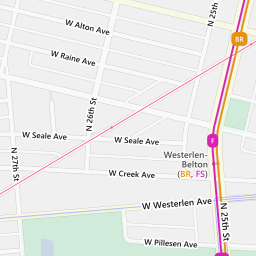 W Alton Ave
N 25th St
BR
W Raine Ave
N 26th St
F
W Seale Ave
W Seale Ave
Westerlen-
Belton
(BR, FS)
N 27th St
W Creek Ave
W Westerlen Ave
N 25th St
W Pillesen Ave